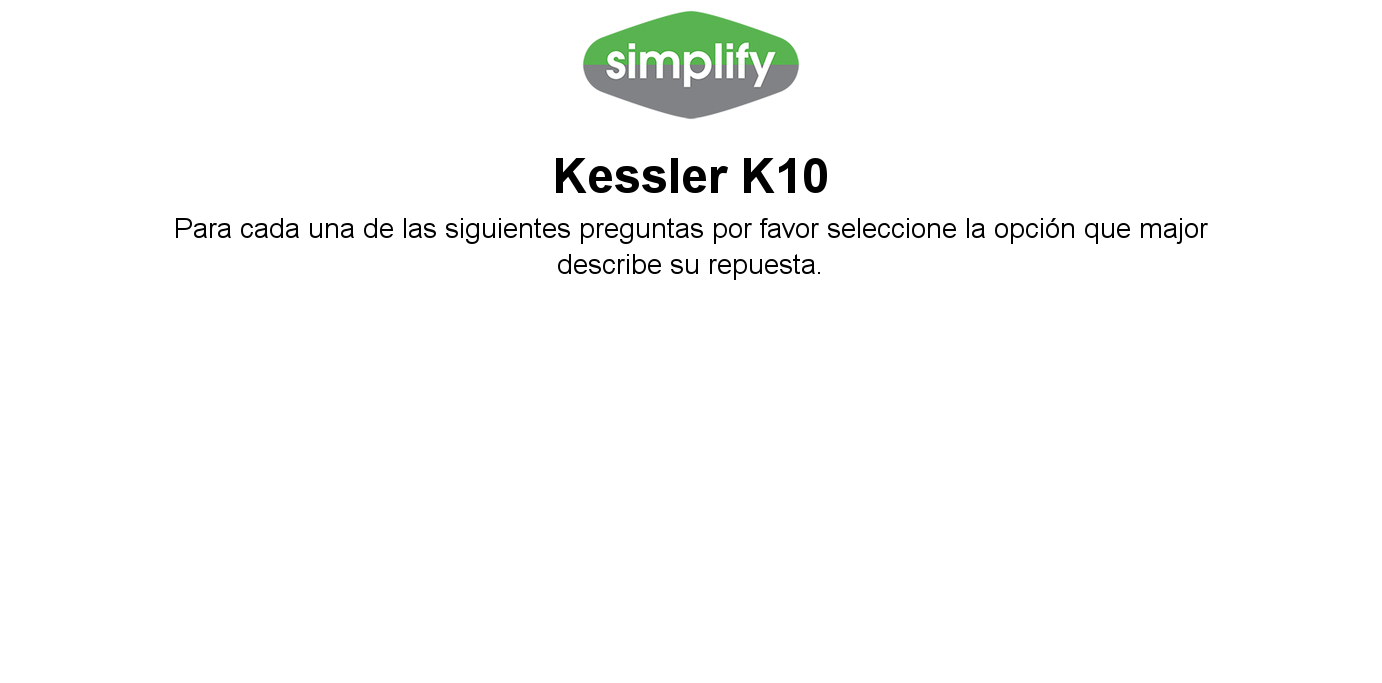 simplify
Kessler K10
Para cada una de las siguientes preguntas por favor seleccione la opción que major
describe su repuesta.